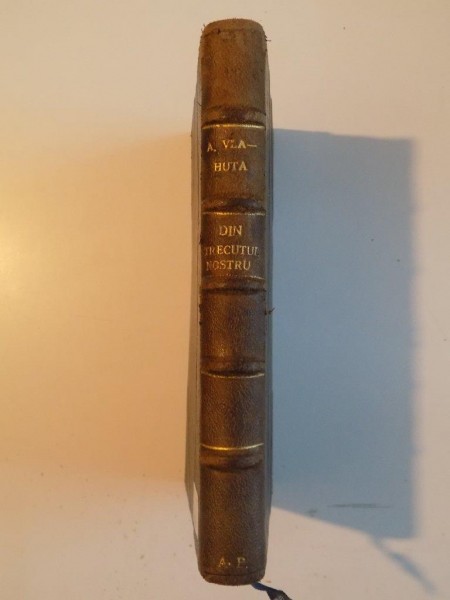 A. VLA—
HUTA
DIN
TRECUTUL
NOSTRU
A. P.